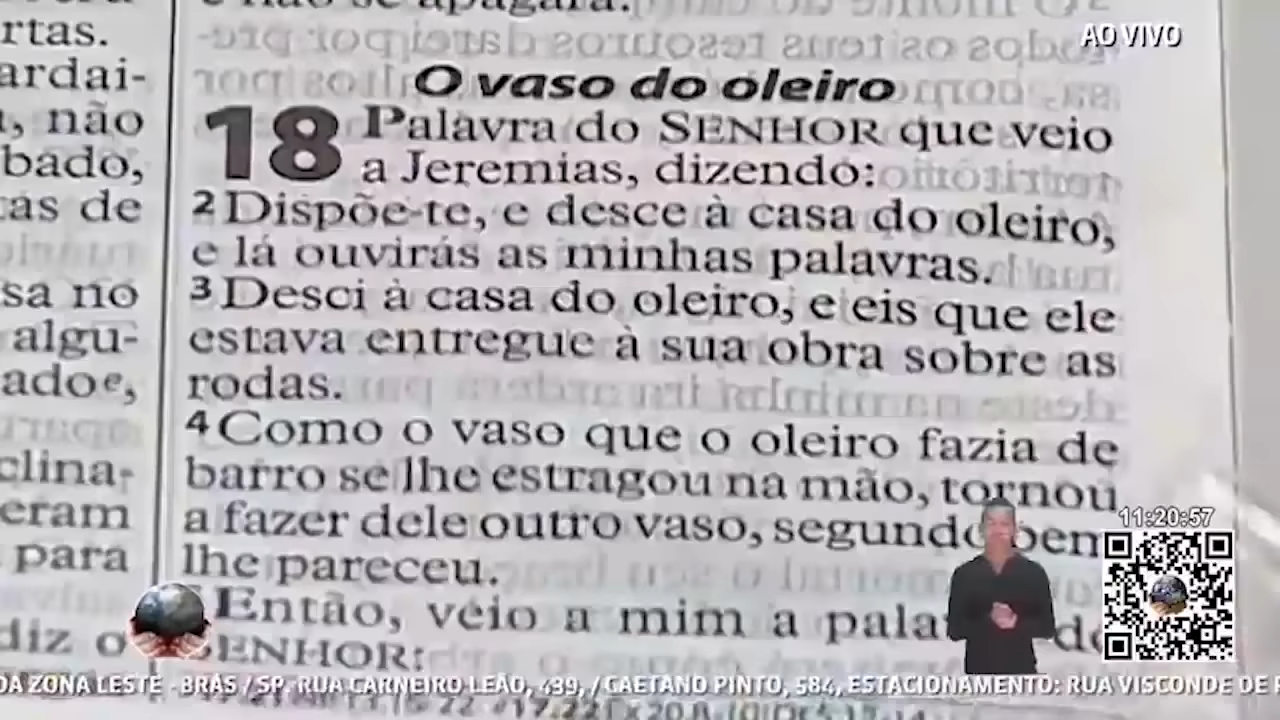 AO VIVO
e não se apagará.
O vaso do oleiro
18 Palavra do SENHOR que veio
a Jeremias, dizendo:
2 Dispõe-te, e desce à casa do oleiro,
e lá ouvirás as minhas palavras.
3 Desci à casa do oleiro, e eis que ele
estava entregue à sua obra sobre as
rodas.
4 Como o vaso que o oleiro fazia de
barro se lhe estragou na mão, tornou
a fazer dele outro vaso, segundo bem
lhe pareceu.
Então, veio a mim a pala do
SENHOR:
rtas.
ardai-
não
bado,
as de
sa no
algu-
ado e,
clina-
eram
para
diz o
11:20:57
DA ZONA LESTE - BRÁS / SP. RUA CARNEIRO LEÃO, 439, / CAETANO PINTO, 584, ESTACIONAMENTO: RUA VISCONDE DE